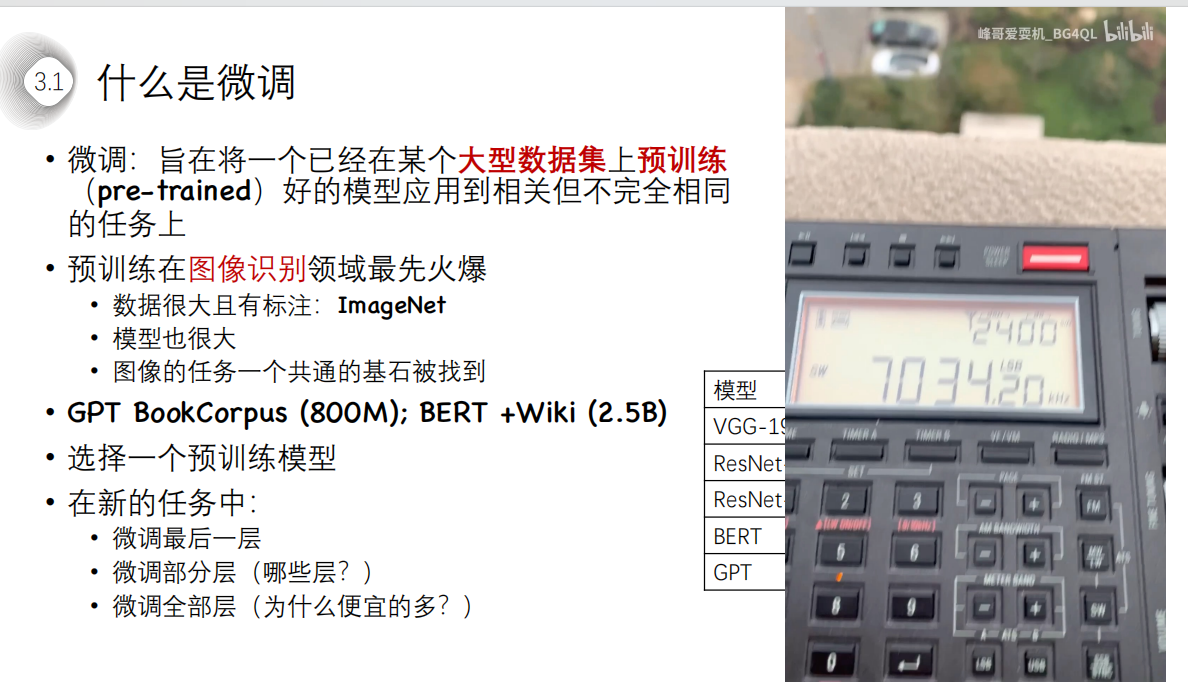 3.1
什么是微调
• 微调：旨在将一个已经在某个大型数据集上预训练
（pre-trained）好的模型应用到相关但不完全相同
的任务上
• 预训练在图像识别领域最先火爆
• 数据很大且有标注：ImageNet
• 模型也很大
• 图像的任务一个共通的基石被找到
• GPT BookCorpus (800M); BERT +Wiki (2.5B)
• 选择一个预训练模型
• 在新的任务中：
• 微调最后一层
• 微调部分层（哪些层？）
• 微调全部层（为什么便宜的多？）
模型
VGG-19
ResNet-
ResNet-
BERT
GPT
峰哥爱耍机_BG4QL bilibili
POWER
SLEEP
2400
SW
LSB
7034.20 kHz
TIMER A
TIMER B
VF/VM
RADIO / MP3
SET
PAGE
2
3
- +
FM
AM BANDWIDTH
5
6
- +
METER BAND
8
9
- +
SW
A ATS B
0
LSB
USB
FINE TUNING
VOLUME